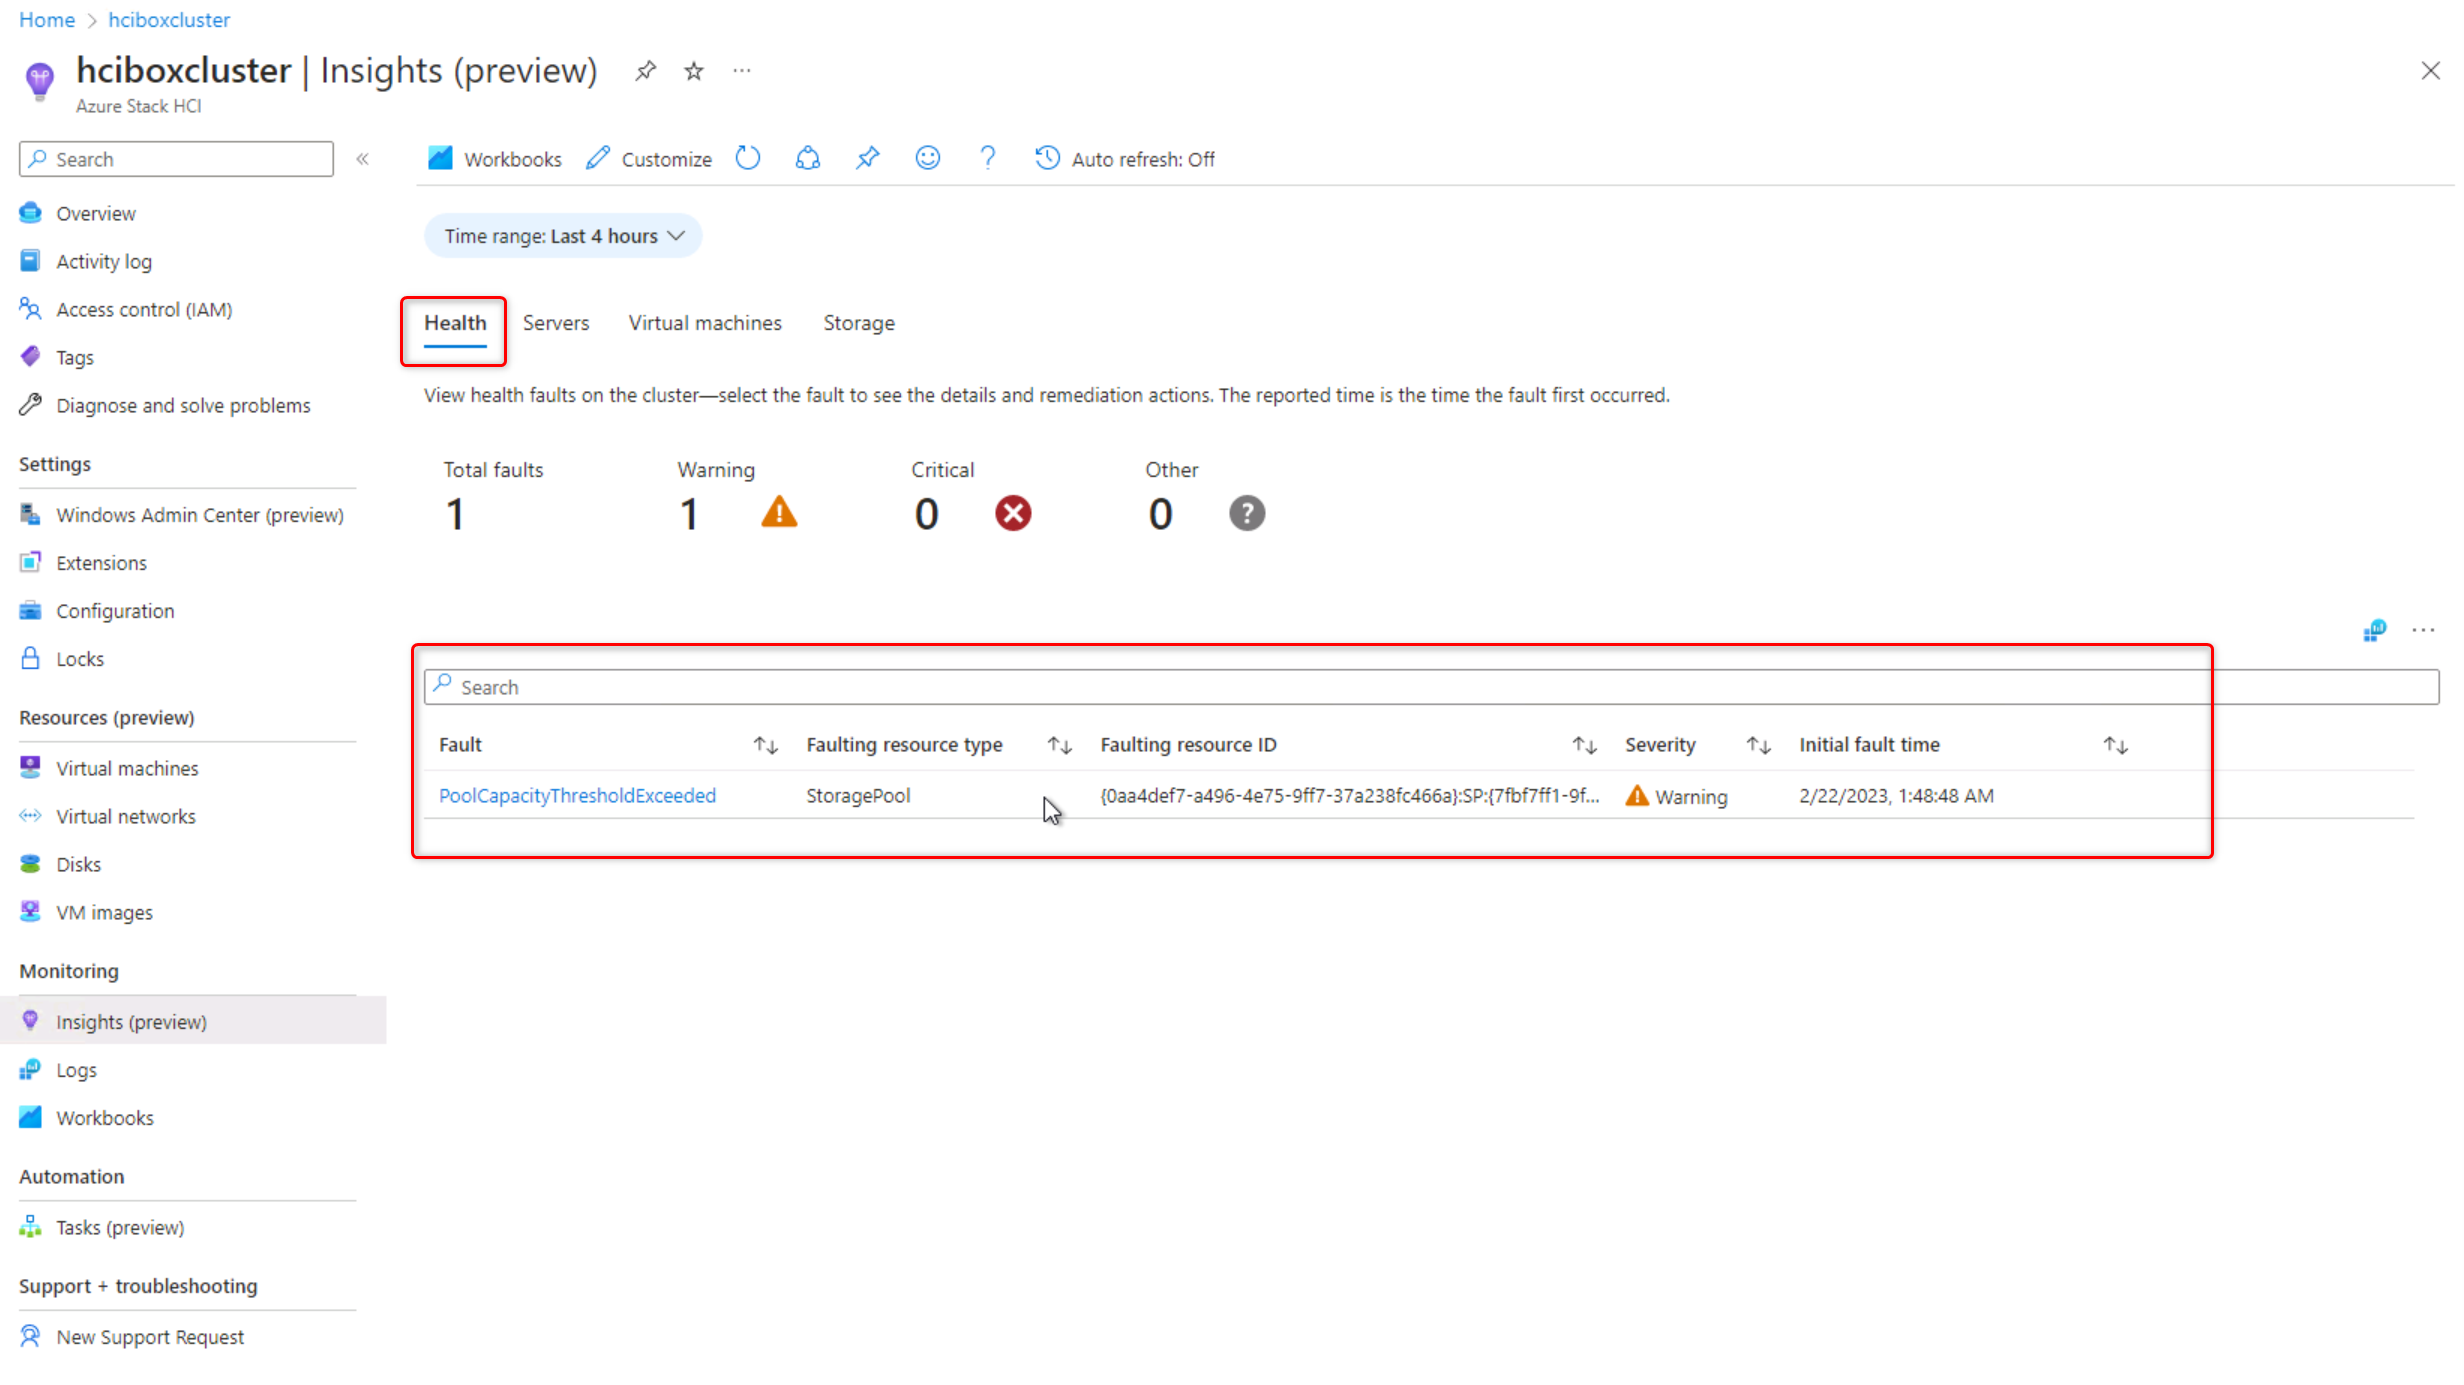 Home > hciboxcluster
hciboxcluster | Insights (preview)
Azure Stack HCI
Search
Overview
Activity log
Access control (IAM)
Tags
Diagnose and solve problems
Settings
Windows Admin Center (preview)
Extensions
Configuration
Locks
Resources (preview)
Virtual machines
Virtual networks
Disks
VM images
Monitoring
Insights (preview)
Logs
Workbooks
Automation
Tasks (preview)
Support + troubleshooting
New Support Request
Workbooks Customize Auto refresh: Off
Time range: Last 4 hours
Health Servers Virtual machines Storage
View health faults on the cluster—select the fault to see the details and remediation actions. The reported time is the time the fault first occurred.
Total faults Warning Critical Other
1 1 0 0
Search
Fault Faulting resource type Faulting resource ID Severity Initial fault time
PoolCapacityThresholdExceeded StoragePool {0aa4def7-a496-4e75-9ff7-37a238fc466a}:SP:{7fbf7ff1-9f... Warning 2/22/2023, 1:48:48 AM